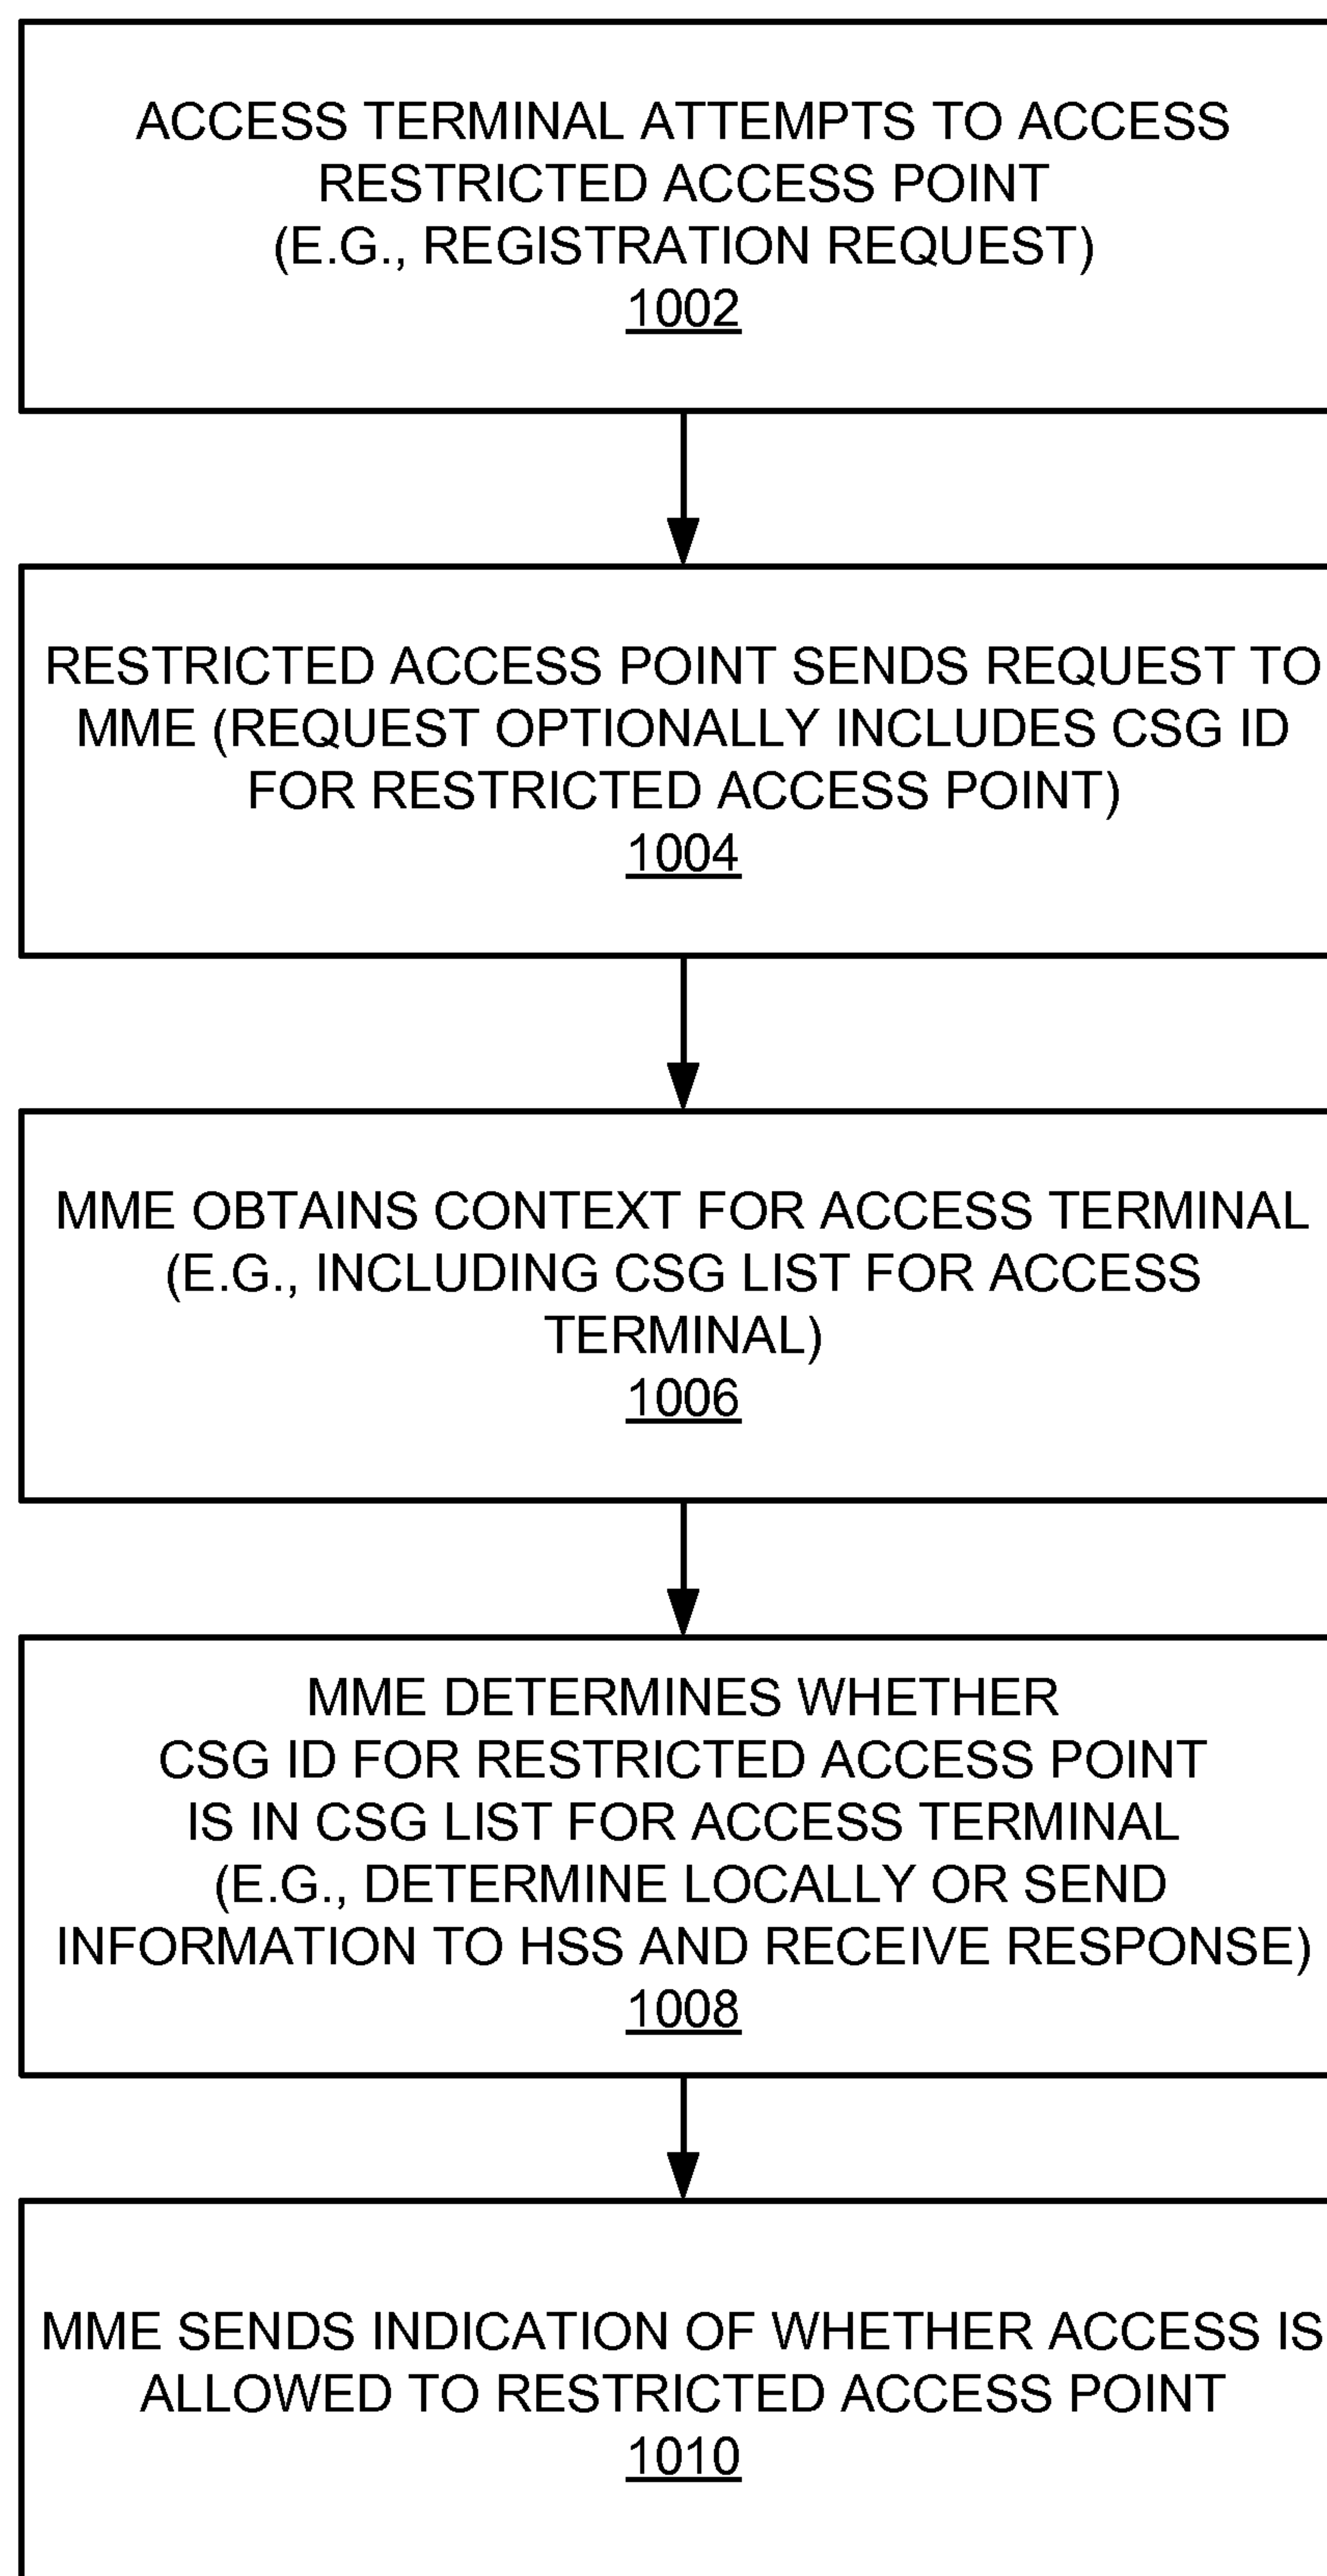 ACCESS TERMINAL ATTEMPTS TO ACCESS
RESTRICTED ACCESS POINT
(E.G., REGISTRATION REQUEST)
1002
RESTRICTED ACCESS POINT SENDS REQUEST TO
MME (REQUEST OPTIONALLY INCLUDES CSG ID
FOR RESTRICTED ACCESS POINT)
1004
MME OBTAINS CONTEXT FOR ACCESS TERMINAL
(E.G., INCLUDING CSG LIST FOR ACCESS
TERMINAL)
1006
MME DETERMINES WHETHER
CSG ID FOR RESTRICTED ACCESS POINT
IS IN CSG LIST FOR ACCESS TERMINAL
(E.G., DETERMINE LOCALLY OR SEND
INFORMATION TO HSS AND RECEIVE RESPONSE)
1008
MME SENDS INDICATION OF WHETHER ACCESS IS
ALLOWED TO RESTRICTED ACCESS POINT
1010